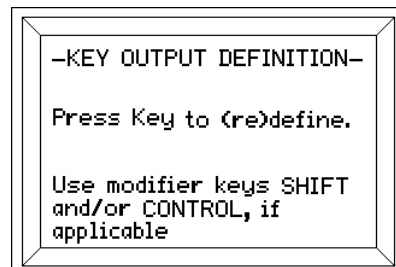 –KEY OUTPUT DEFINITION–
Press Key to (re)define.
Use modifier keys SHIFT
and/or CONTROL, if
applicable